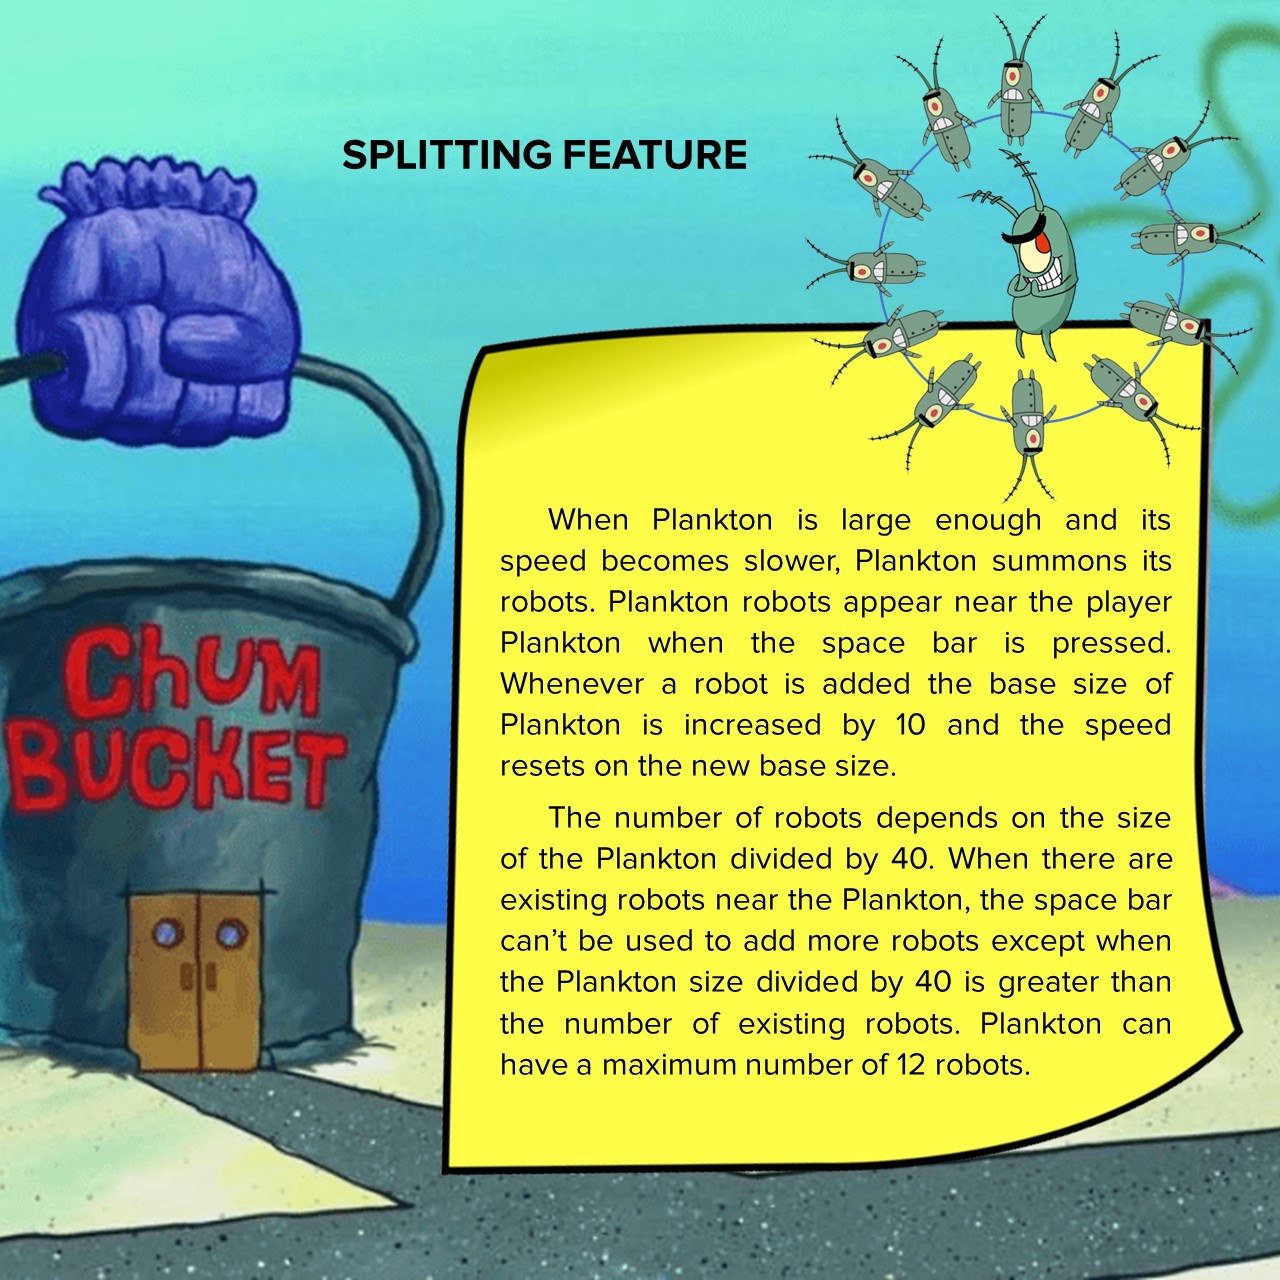 SPLITTING FEATURE
ChUM
BUCKET
When Plankton is large enough and its
speed becomes slower, Plankton summons its
robots. Plankton robots appear near the player
Plankton when the space bar is pressed.
Whenever a robot is added the base size of
Plankton is increased by 10 and the speed
resets on the new base size.
The number of robots depends on the size
of the Plankton divided by 40. When there are
existing robots near the Plankton, the space bar
can’t be used to add more robots except when
the Plankton size divided by 40 is greater than
the number of existing robots. Plankton can
have a maximum number of 12 robots.